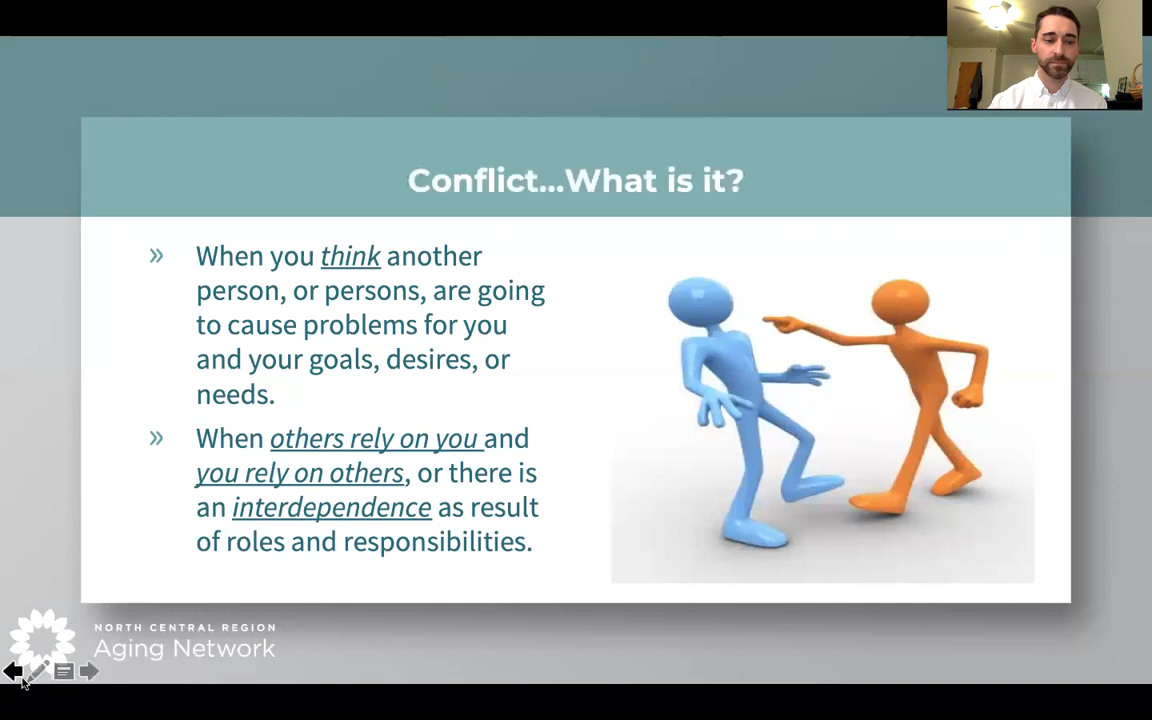 Conflict...What is it?
» When you think another
person, or persons, are going
to cause problems for you
and your goals, desires, or
needs.
» When others rely on you and
you rely on others, or there is
an interdependence as result
of roles and responsibilities.
NORTH CENTRAL REGION
Aging Network